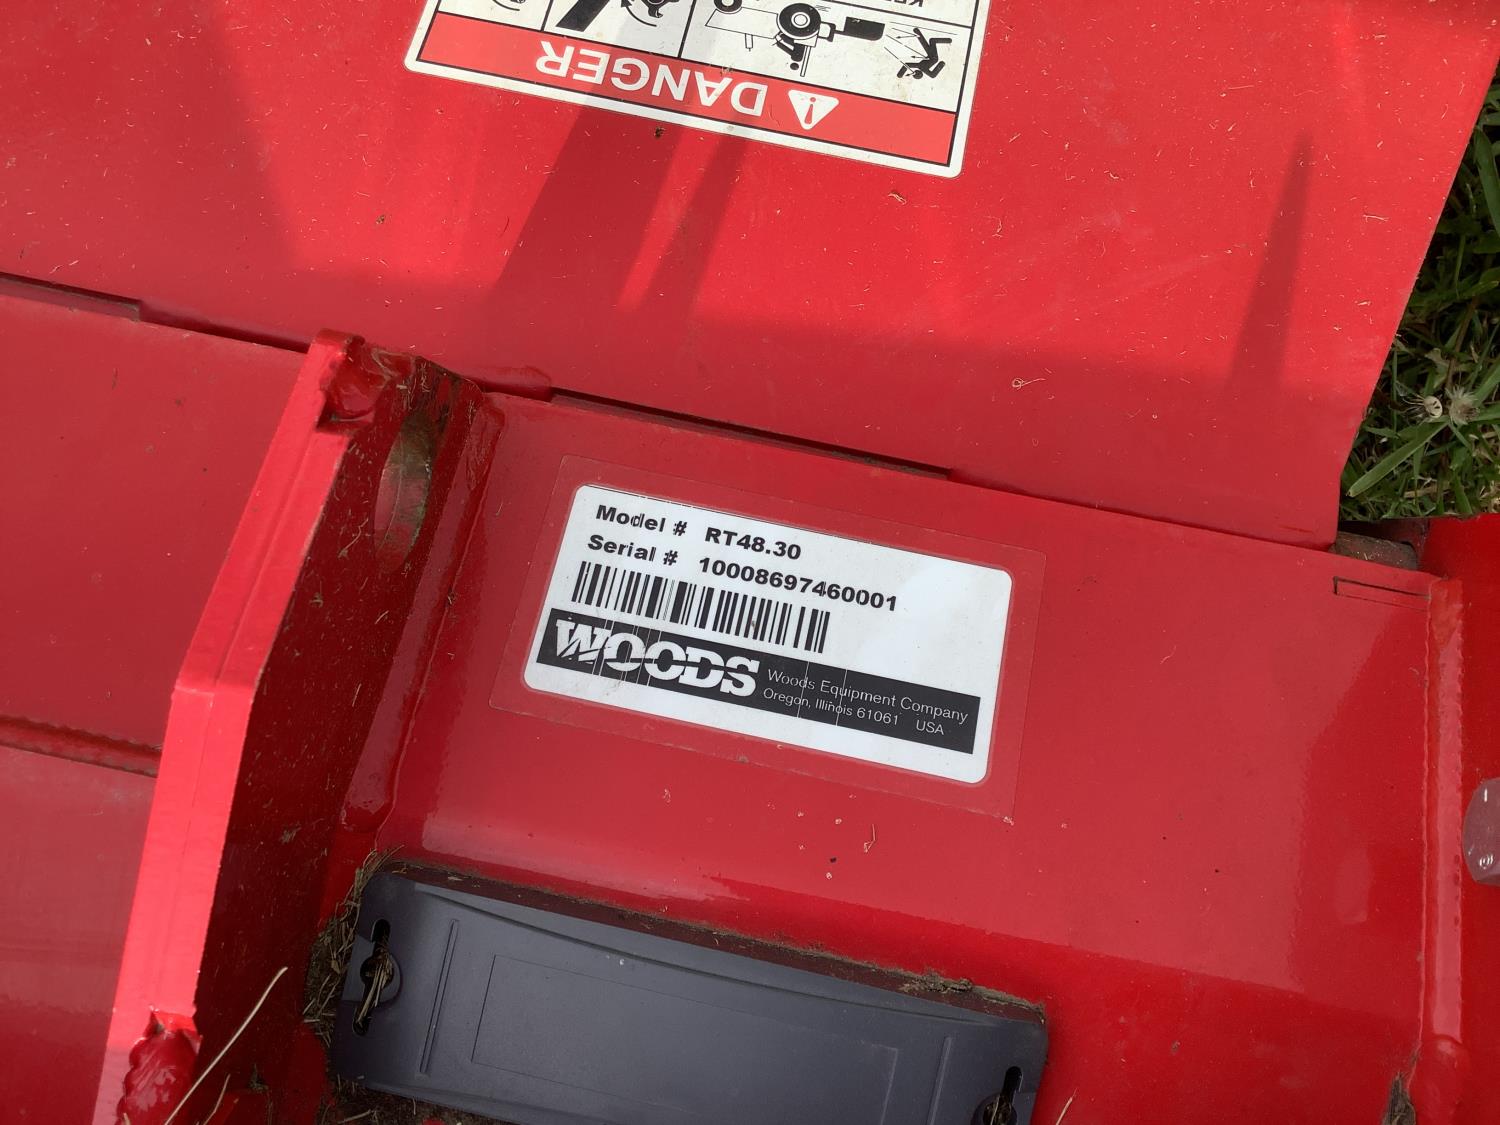 DANGER
Model # RT48.30
Serial # 10008697460001
WOODS
Woods Equipment Company
Oregon, Illinois 61061 USA